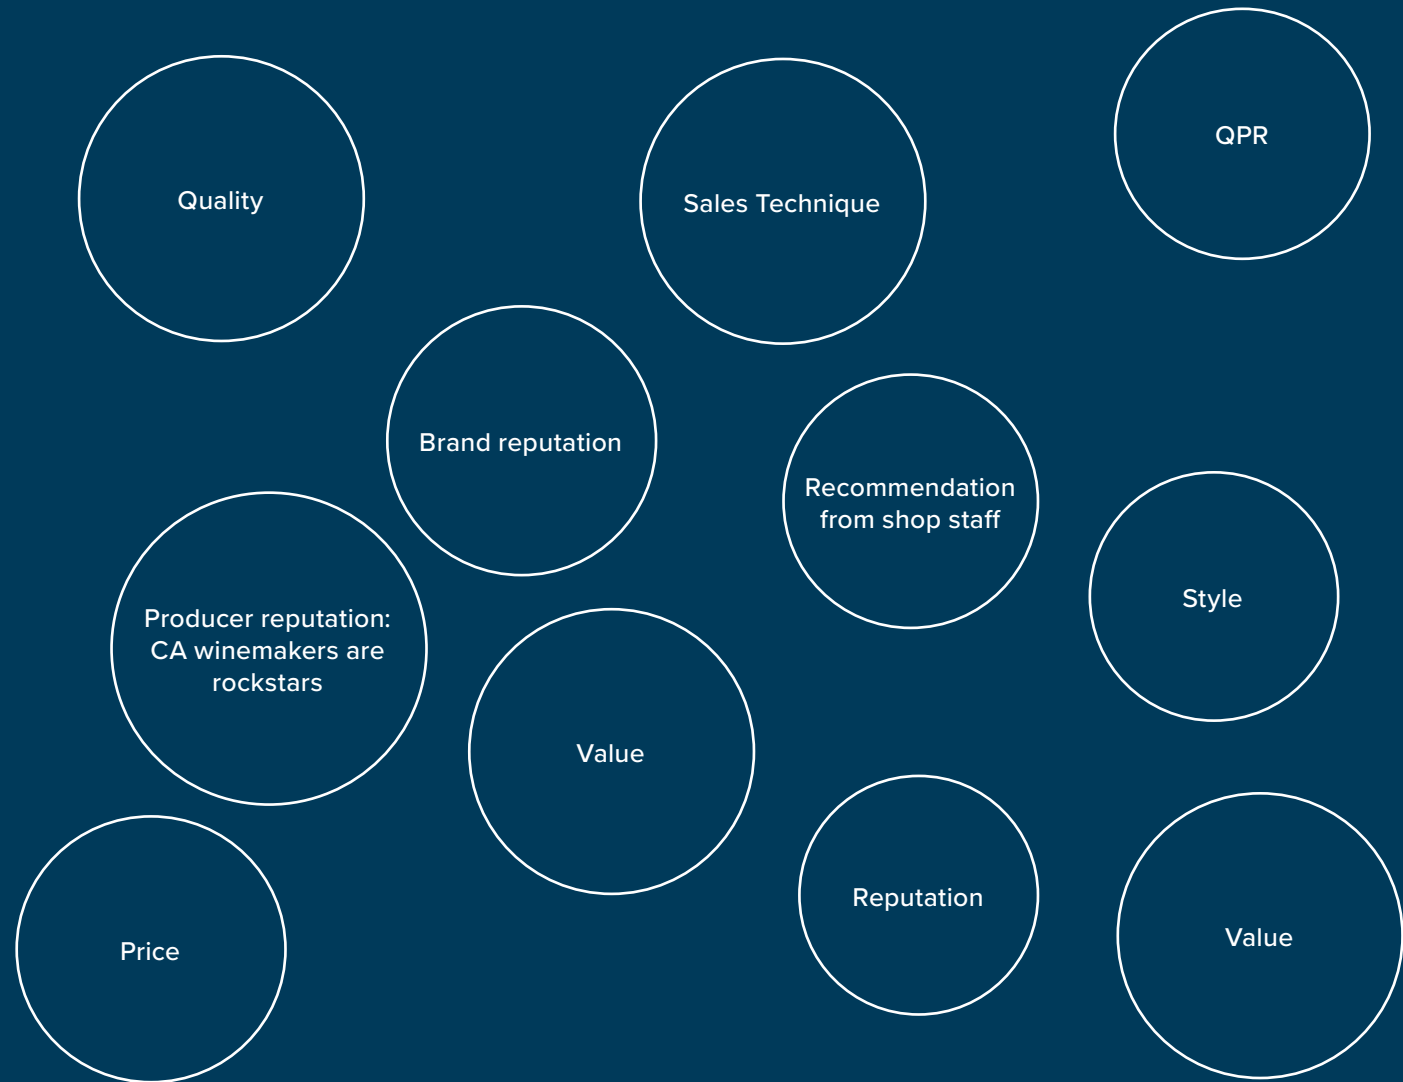 QPR
Quality
Sales Technique
Brand reputation
Recommendation
from shop staff
Style
Producer reputation:
CA winemakers are
rockstars
Value
Reputation
Value
Price